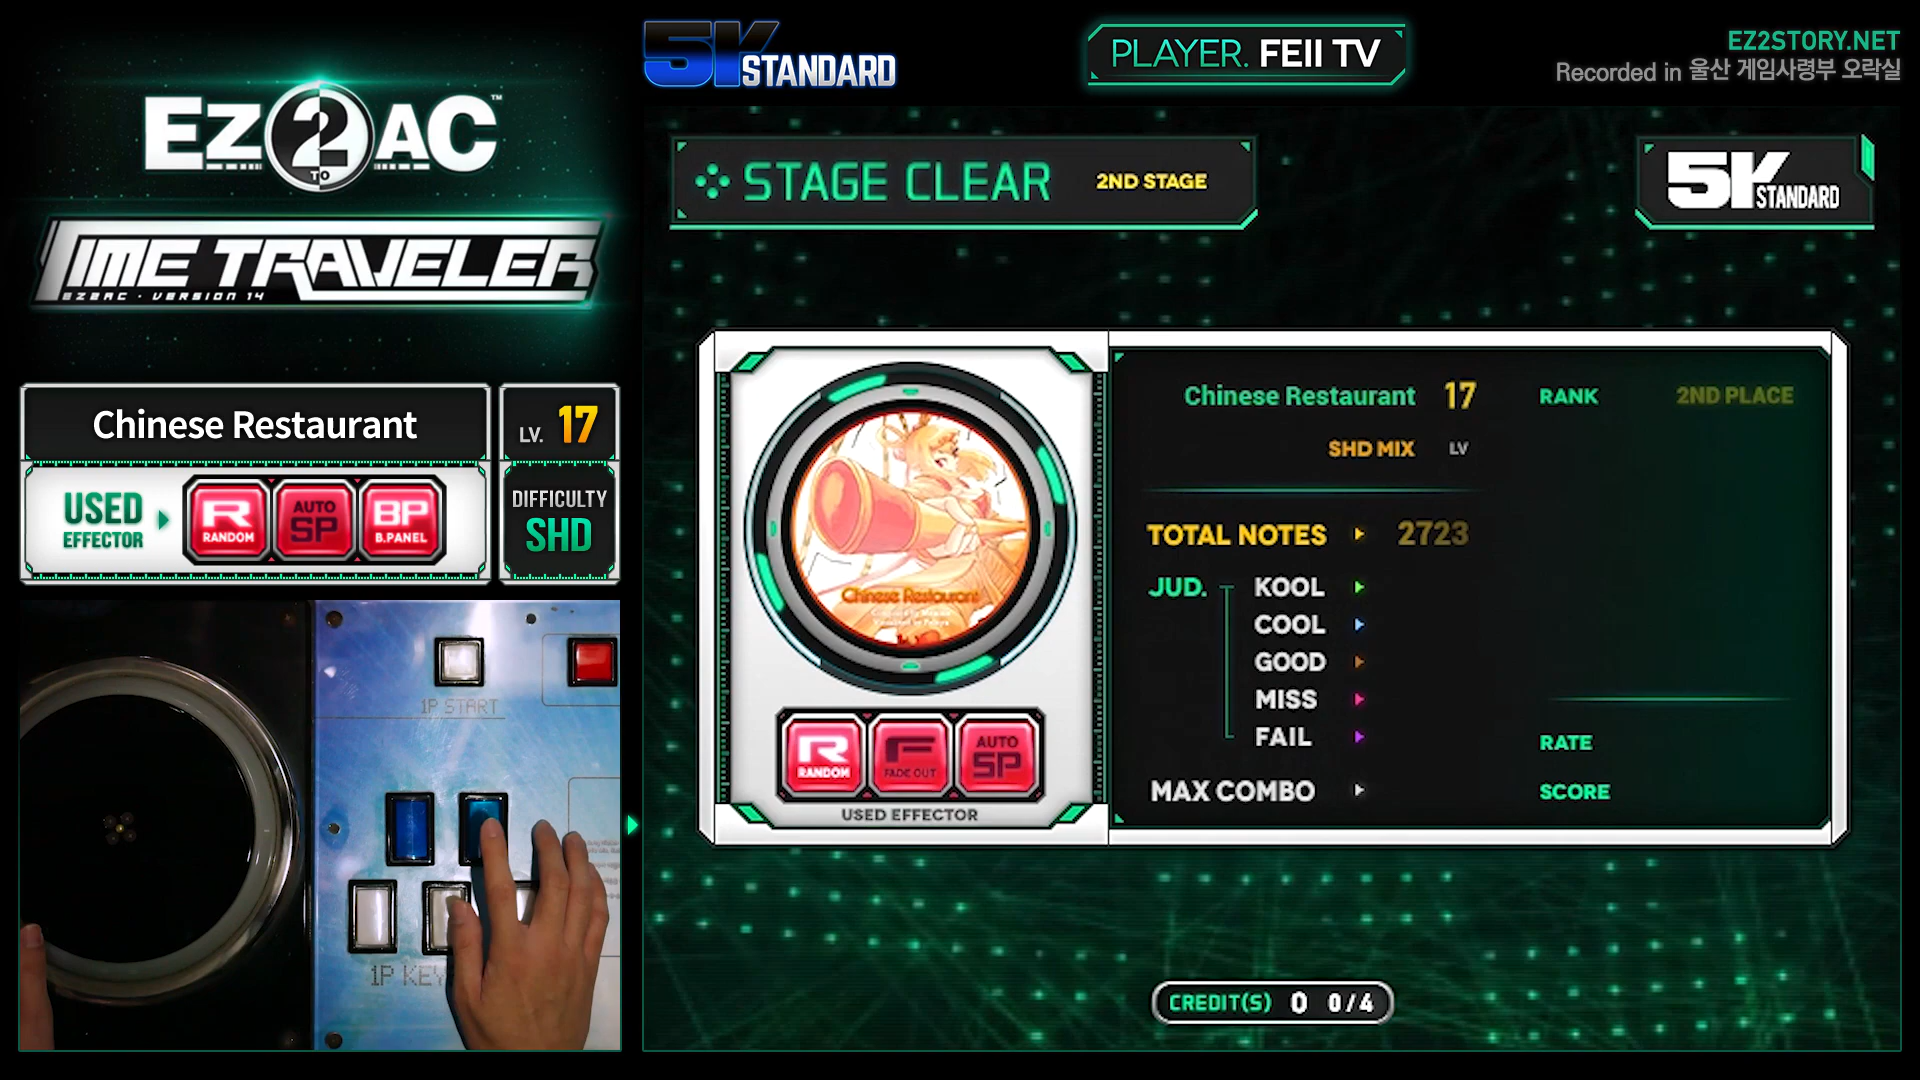 EZ2AC™
TO
TIME TRAVELER
EZ2AC · VERSION 14
5K STANDARD
PLAYER. FEII TV
EZ2STORY.NET
Recorded in 울산 게임사령부 오락실
STAGE CLEAR 2ND STAGE
5K STANDARD
Chinese Restaurant LV. 17
USED EFFECTOR
R RANDOM
AUTO SP
BP B.PANEL
DIFFICULTY SHD
1P START
1P KEY
Chinese Restaurant
R RANDOM
F FADE OUT
AUTO SP
USED EFFECTOR
Chinese Restaurant 17
SHD MIX LV
RANK 2ND PLACE
TOTAL NOTES 2723
JUD. KOOL
COOL
GOOD
MISS
FAIL
MAX COMBO
RATE
SCORE
CREDIT(S) 0 0/4